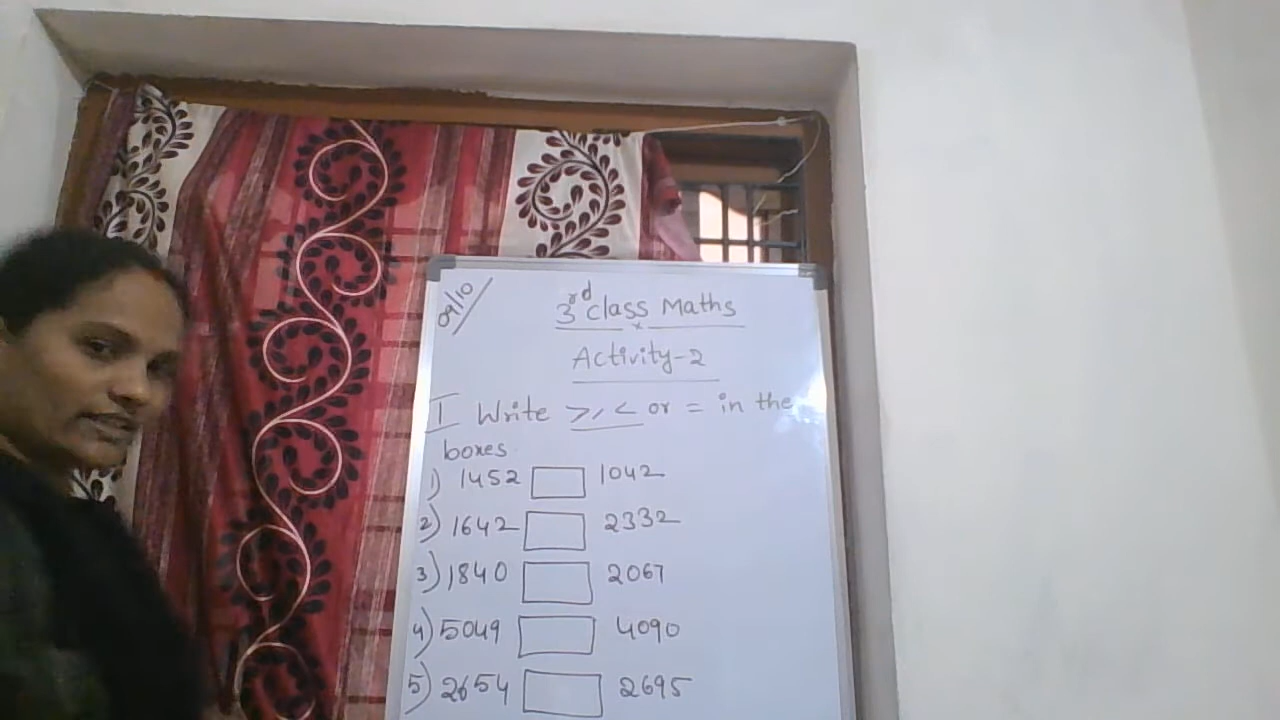 09/10
3rd class Maths
Activity-2
I Write >, < or = in the
boxes.
1) 1452 1042
2) 1642 2332
3) 1840 2067
4) 5049 4090
5) 2654 2695